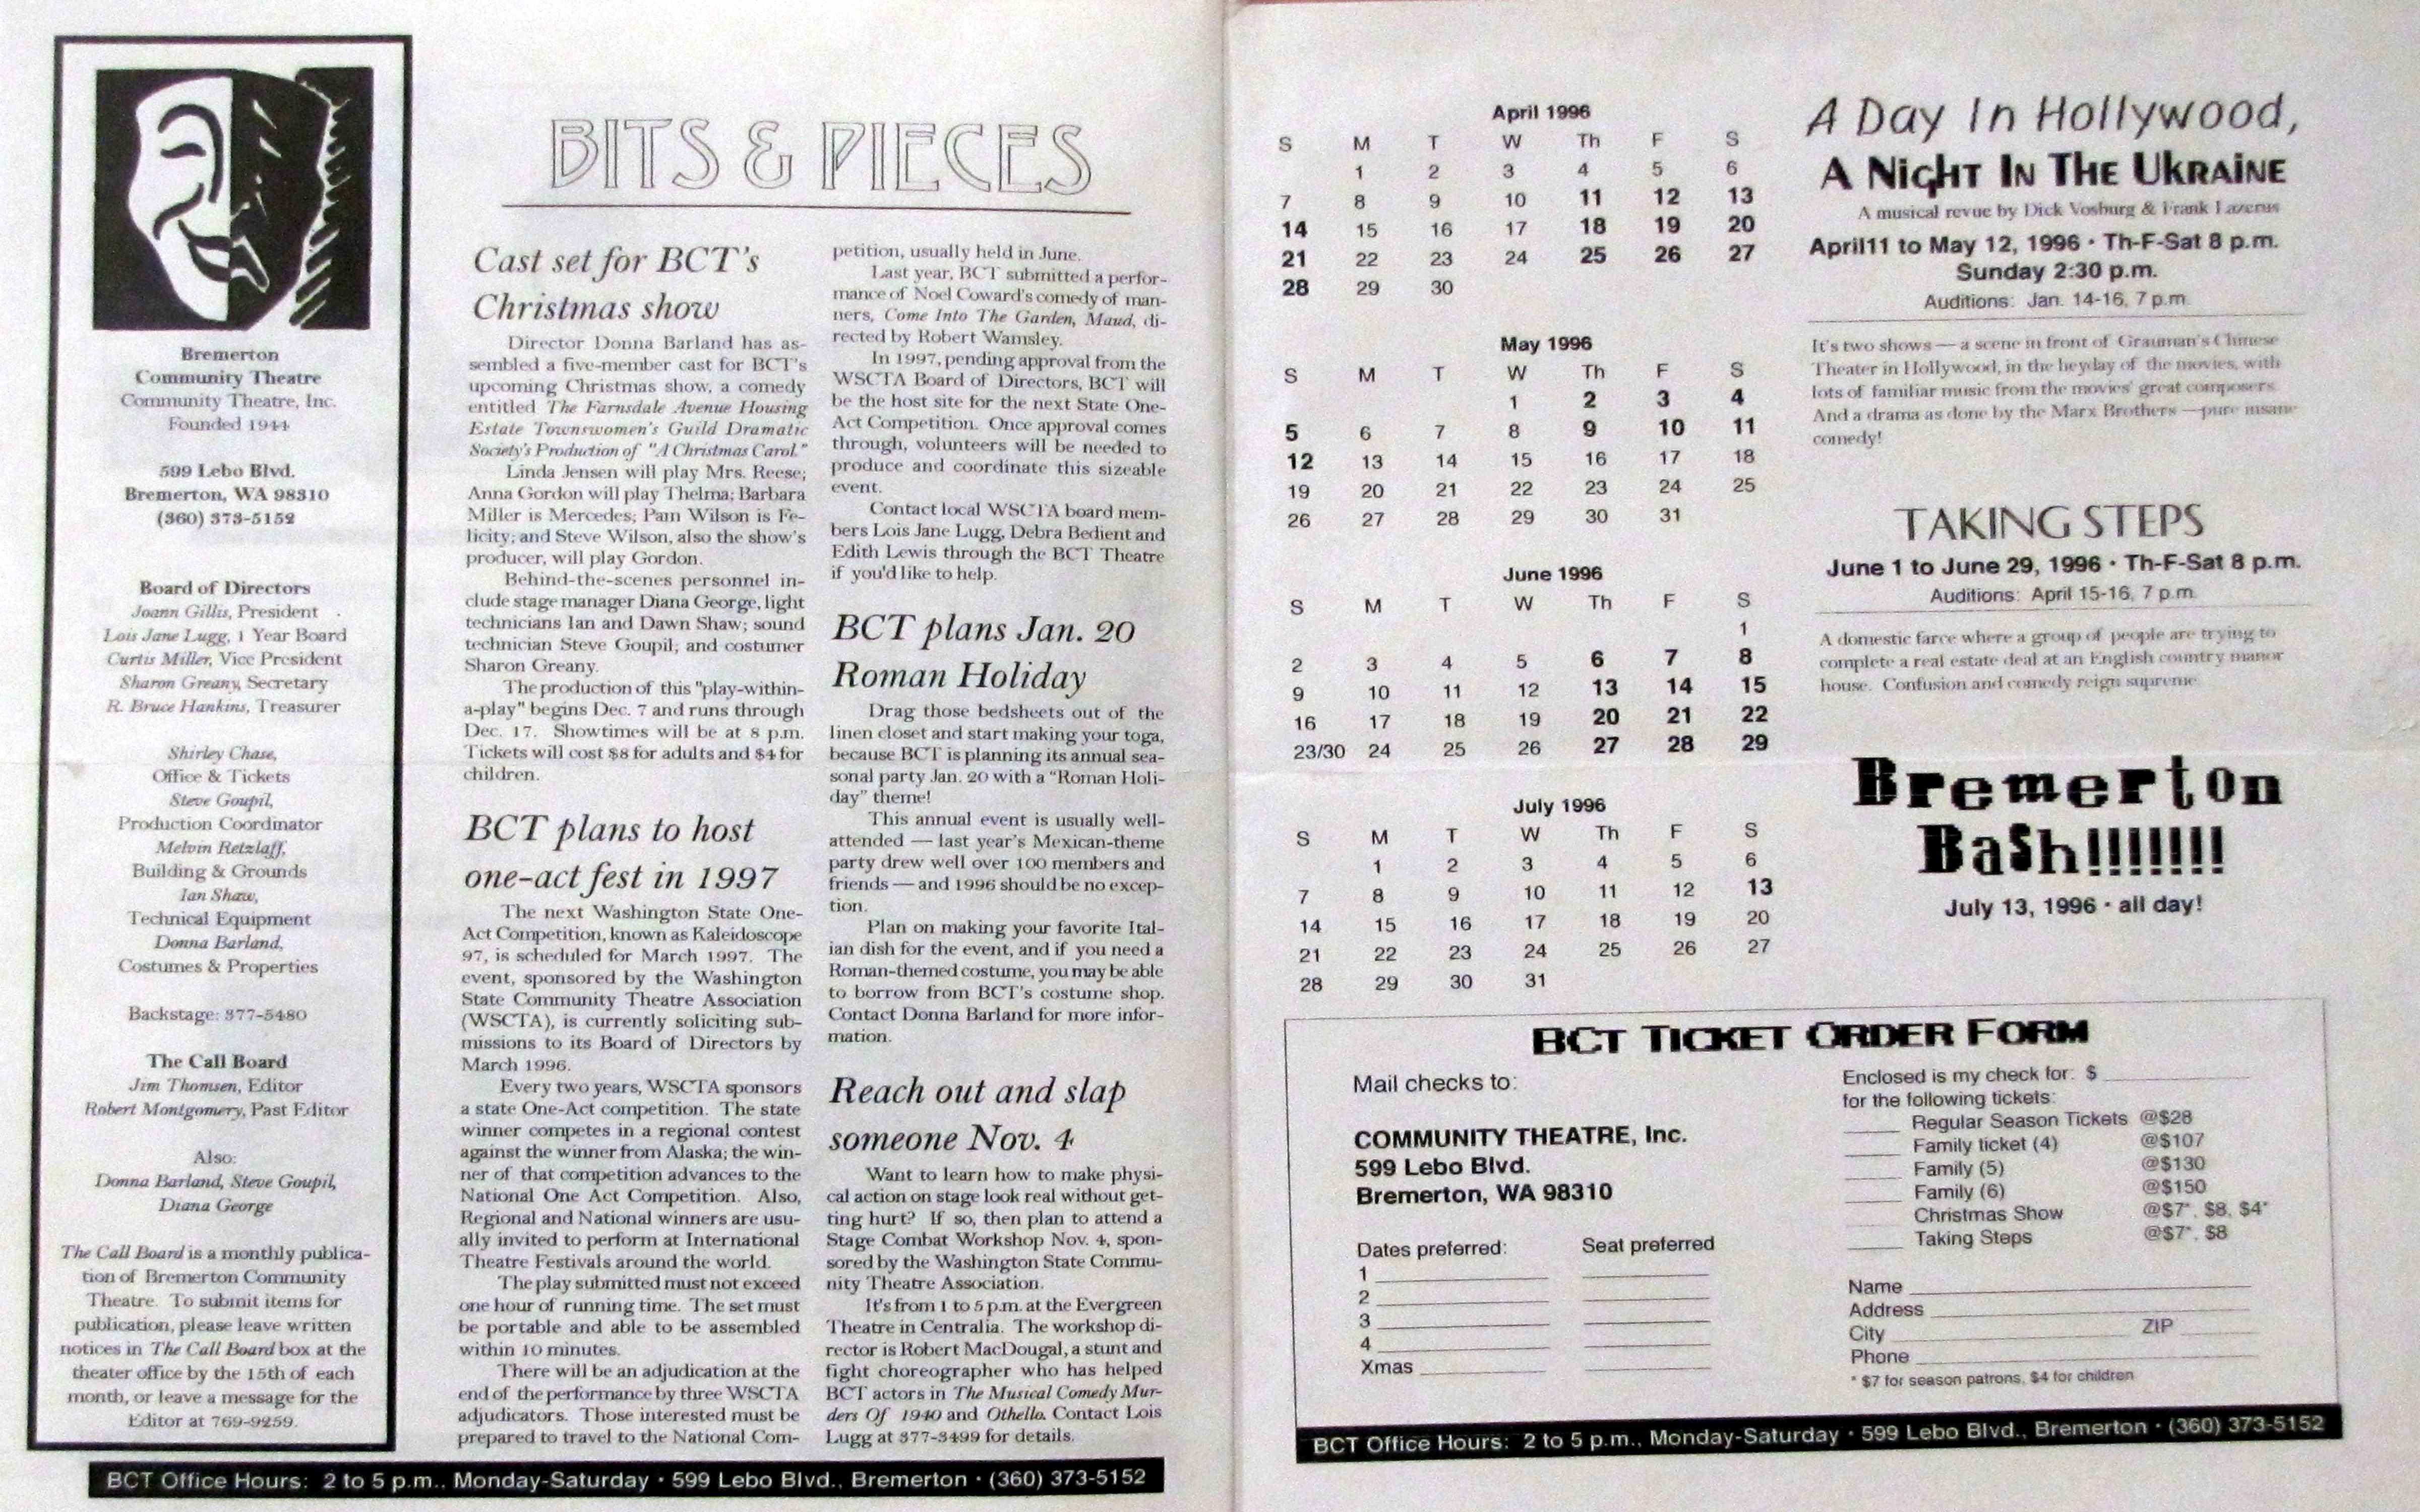 Bremerton
Community Theatre
Community Theatre, Inc.
Founded 1944
599 Lebo Blvd.
Bremerton, WA 98310
(360) 373-5152
Board of Directors
Joann Gillis, President
Lois Jane Lugg, 1 Year Board
Curtis Miller, Vice President
Sharon Greany, Secretary
R. Bruce Hankins, Treasurer
Shirley Chase,
Office & Tickets
Steve Goupil,
Production Coordinator
Melvin Retzlaff,
Building & Grounds
Ian Shaw,
Technical Equipment
Donna Barland,
Costumes & Properties
Backstage: 377-5480
The Call Board
Jim Thomsen, Editor
Robert Montgomery, Past Editor
Also:
Donna Barland, Steve Goupil,
Diana George
The Call Board is a monthly publica-
tion of Bremerton Community
Theatre. To submit items for
publication, please leave written
notices in The Call Board box at the
theater office by the 15th of each
month, or leave a message for the
Editor at 769-9259.
BITS & PIECES
Cast set for BCT's
Christmas show
Director Donna Barland has as-
sembled a five-member cast for BCT's
upcoming Christmas show, a comedy
entitled The Farnsdale Avenue Housing
Estate Townswomen's Guild Dramatic
Society's Production of "A Christmas Carol."
Linda Jensen will play Mrs. Reese;
Anna Gordon will play Thelma; Barbara
Miller is Mercedes; Pam Wilson is Fe-
licity; and Steve Wilson, also the show's
producer, will play Gordon.
Behind-the-scenes personnel in-
clude stage manager Diana George, light
technicians Ian and Dawn Shaw; sound
technician Steve Goupil; and costumer
Sharon Greany.
The production of this "play-within-
a-play" begins Dec. 7 and runs through
Dec. 17. Showtimes will be at 8 p.m.
Tickets will cost $8 for adults and $4 for
children.
BCT plans to host
one-act fest in 1997
The next Washington State One-
Act Competition, known as Kaleidoscope
97, is scheduled for March 1997. The
event, sponsored by the Washington
State Community Theatre Association
(WSCTA), is currently soliciting sub-
missions to its Board of Directors by
March 1996.
Every two years, WSCTA sponsors
a state One-Act competition. The state
winner competes in a regional contest
against the winner from Alaska; the win-
ner of that competition advances to the
National One Act Competition. Also,
Regional and National winners are usu-
ally invited to perform at International
Theatre Festivals around the world.
The play submitted must not exceed
one hour of running time. The set must
be portable and able to be assembled
within 10 minutes.
There will be an adjudication at the
end of the performance by three WSCTA
adjudicators. Those interested must be
prepared to travel to the National Com-
petition, usually held in June.
Last year, BCT submitted a perfor-
mance of Noel Coward's comedy of man-
ners, Come Into The Garden, Maud, di-
rected by Robert Wamsley.
In 1997, pending approval from the
WSCTA Board of Directors, BCT will
be the host site for the next State One-
Act Competition. Once approval comes
through, volunteers will be needed to
produce and coordinate this sizeable
event.
Contact local WSCTA board mem-
bers Lois Jane Lugg, Debra Bedient and
Edith Lewis through the BCT Theatre
if you'd like to help.
BCT plans Jan. 20
Roman Holiday
Drag those bedsheets out of the
linen closet and start making your toga,
because BCT is planning its annual sea-
sonal party Jan. 20 with a "Roman Holi-
day" theme!
This annual event is usually well-
attended — last year's Mexican-theme
party drew well over 100 members and
friends — and 1996 should be no excep-
tion.
Plan on making your favorite Ital-
ian dish for the event, and if you need a
Roman-themed costume, you may be able
to borrow from BCT's costume shop.
Contact Donna Barland for more infor-
mation.
Reach out and slap
someone Nov. 4
Want to learn how to make physi-
cal action on stage look real without get-
ting hurt? If so, then plan to attend a
Stage Combat Workshop Nov. 4, spon-
sored by the Washington State Commu-
nity Theatre Association.
It's from 1 to 5 p.m. at the Evergreen
Theatre in Centralia. The workshop di-
rector is Robert MacDougal, a stunt and
fight choreographer who has helped
BCT actors in The Musical Comedy Mur-
ders Of 1940 and Othello. Contact Lois
Lugg at 377-3499 for details.
BCT Office Hours: 2 to 5 p.m., Monday-Saturday · 599 Lebo Blvd., Bremerton · (360) 373-5152
April 1996
S M T W Th F S
1 2 3 4 5 6
7 8 9 10 11 12 13
14 15 16 17 18 19 20
21 22 23 24 25 26 27
28 29 30
May 1996
S M T W Th F S
1 2 3 4
5 6 7 8 9 10 11
12 13 14 15 16 17 18
19 20 21 22 23 24 25
26 27 28 29 30 31
June 1996
S M T W Th F S
1
2 3 4 5 6 7 8
9 10 11 12 13 14 15
16 17 18 19 20 21 22
23/30 24 25 26 27 28 29
July 1996
S M T W Th F S
1 2 3 4 5 6
7 8 9 10 11 12 13
14 15 16 17 18 19 20
21 22 23 24 25 26 27
28 29 30 31
A Day In Hollywood,
A Night In The Ukraine
A musical revue by Dick Vosburg & Frank Lazerus
April11 to May 12, 1996 · Th-F-Sat 8 p.m.
Sunday 2:30 p.m.
Auditions: Jan. 14-16, 7 p.m.
It's two shows — a scene in front of Grauman's Chinese
Theater in Hollywood, in the heyday of the movies, with
lots of familiar music from the movies' great composers.
And a drama as done by the Marx Brothers —pure insane
comedy!
TAKING STEPS
June 1 to June 29, 1996 · Th-F-Sat 8 p.m.
Auditions: April 15-16, 7 p.m.
A domestic farce where a group of people are trying to
complete a real estate deal at an English country manor
house. Confusion and comedy reign supreme.
Bremerton
Bash!!!!!!!
July 13, 1996 · all day!
BCT Ticket Order Form
Mail checks to:
COMMUNITY THEATRE, Inc.
599 Lebo Blvd.
Bremerton, WA 98310
Dates preferred: Seat preferred
1
2
3
4
Xmas
Enclosed is my check for: $
for the following tickets:
Regular Season Tickets @$28
Family ticket (4) @$107
Family (5) @$130
Family (6) @$150
Christmas Show @$7*, $8, $4*
Taking Steps @$7*, $8
Name
Address
City ZIP
Phone
* $7 for season patrons, $4 for children
BCT Office Hours: 2 to 5 p.m., Monday-Saturday · 599 Lebo Blvd., Bremerton · (360) 373-5152